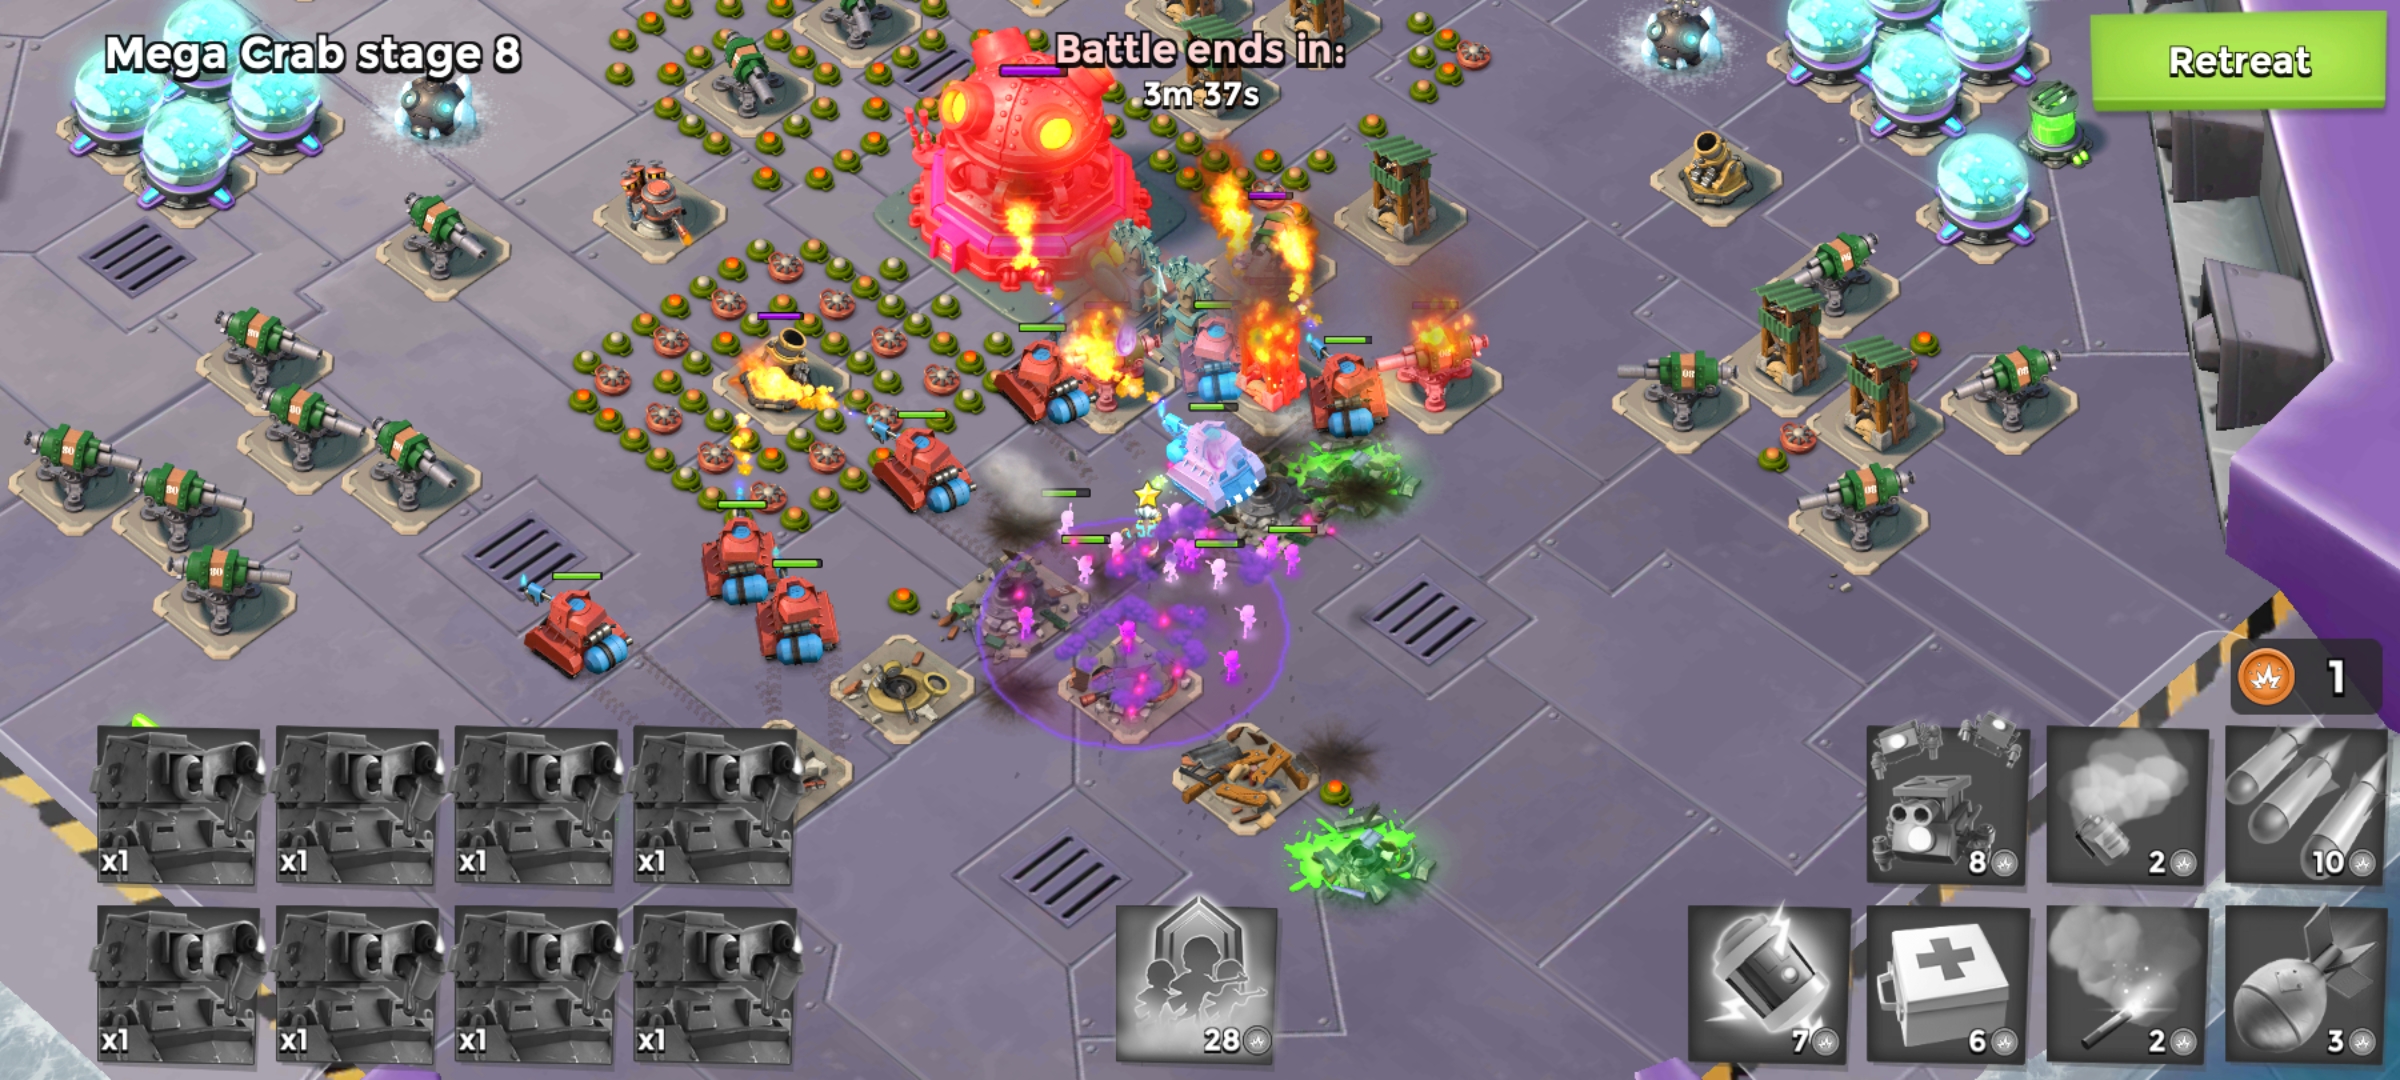 Mega Crab stage 8
Battle ends in:
3m 37s
Retreat
1
x1
x1
x1
x1
8
2
10
x1
x1
x1
x1
28
7
6
2
3